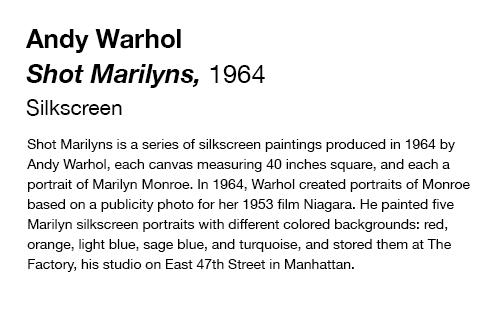 Andy Warhol
Shot Marilyns, 1964
Silkscreen
Shot Marilyns is a series of silkscreen paintings produced in 1964 by
Andy Warhol, each canvas measuring 40 inches square, and each a
portrait of Marilyn Monroe. In 1964, Warhol created portraits of Monroe
based on a publicity photo for her 1953 film Niagara. He painted five
Marilyn silkscreen portraits with different colored backgrounds: red,
orange, light blue, sage blue, and turquoise, and stored them at The
Factory, his studio on East 47th Street in Manhattan.